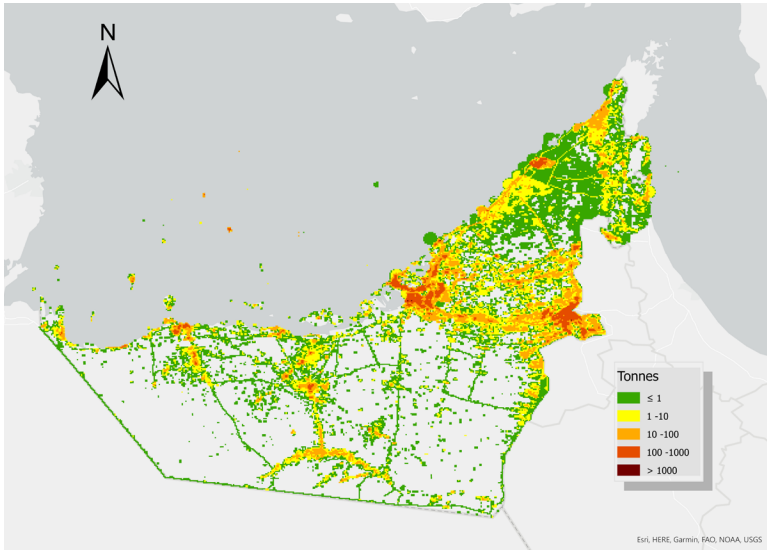 N
Tonnes
≤ 1
1 -10
10 -100
100 -1000
> 1000
Esri, HERE, Garmin, FAO, NOAA, USGS